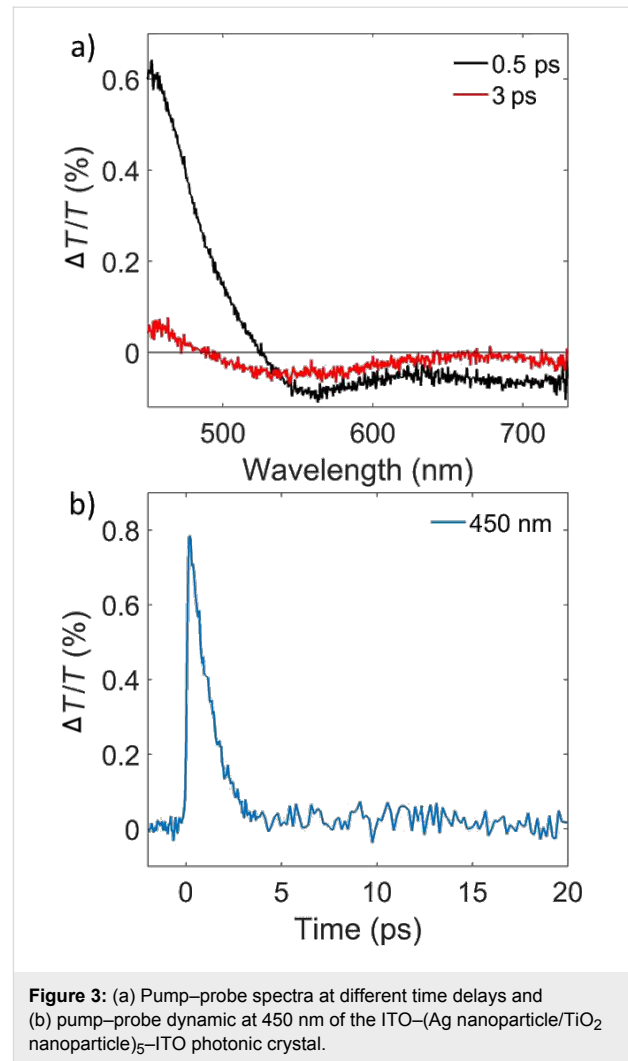 a)
0.5 ps
3 ps
0.6
0.4
0.2
0
ΔT/T (%)
500
600
700
Wavelength (nm)
b)
450 nm
0.8
0.6
0.4
0.2
0
ΔT/T (%)
0
5
10
15
20
Time (ps)
Figure 3: (a) Pump–probe spectra at different time delays and
(b) pump–probe dynamic at 450 nm of the ITO–(Ag nanoparticle/TiO₂
nanoparticle)₅–ITO photonic crystal.